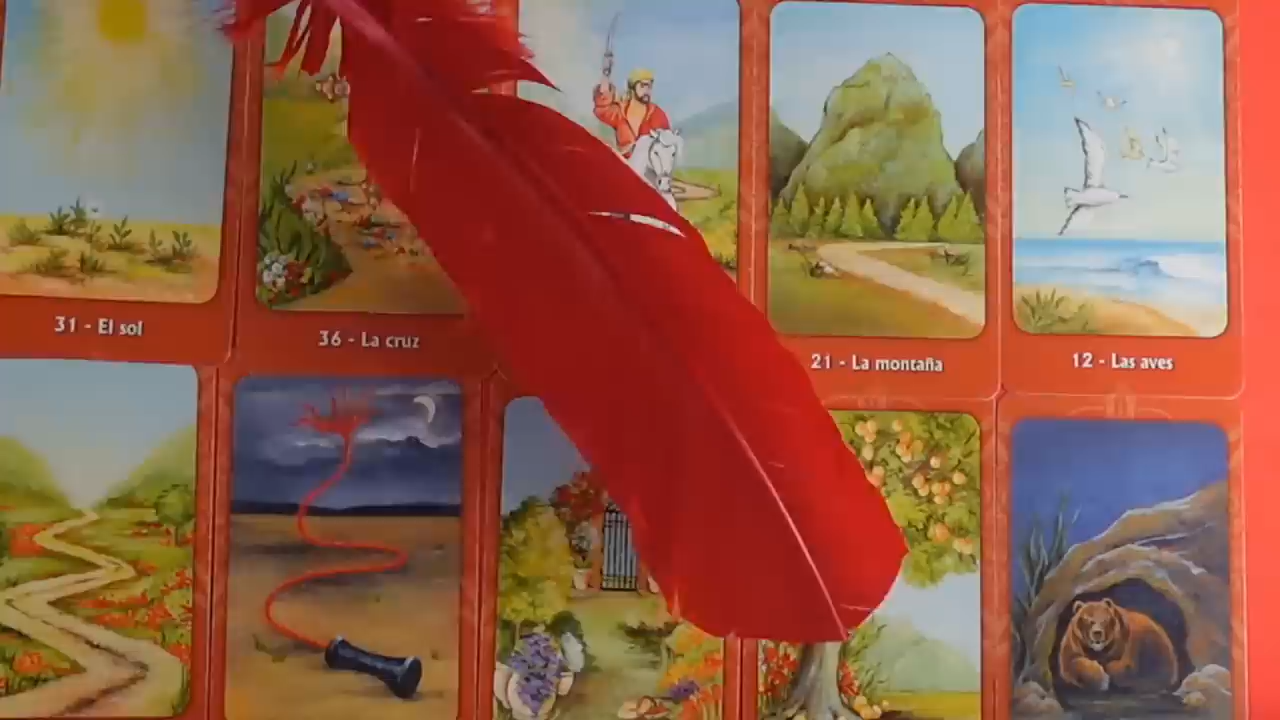 31 - El sol
36 - La cruz
21 - La montaña
12 - Las aves